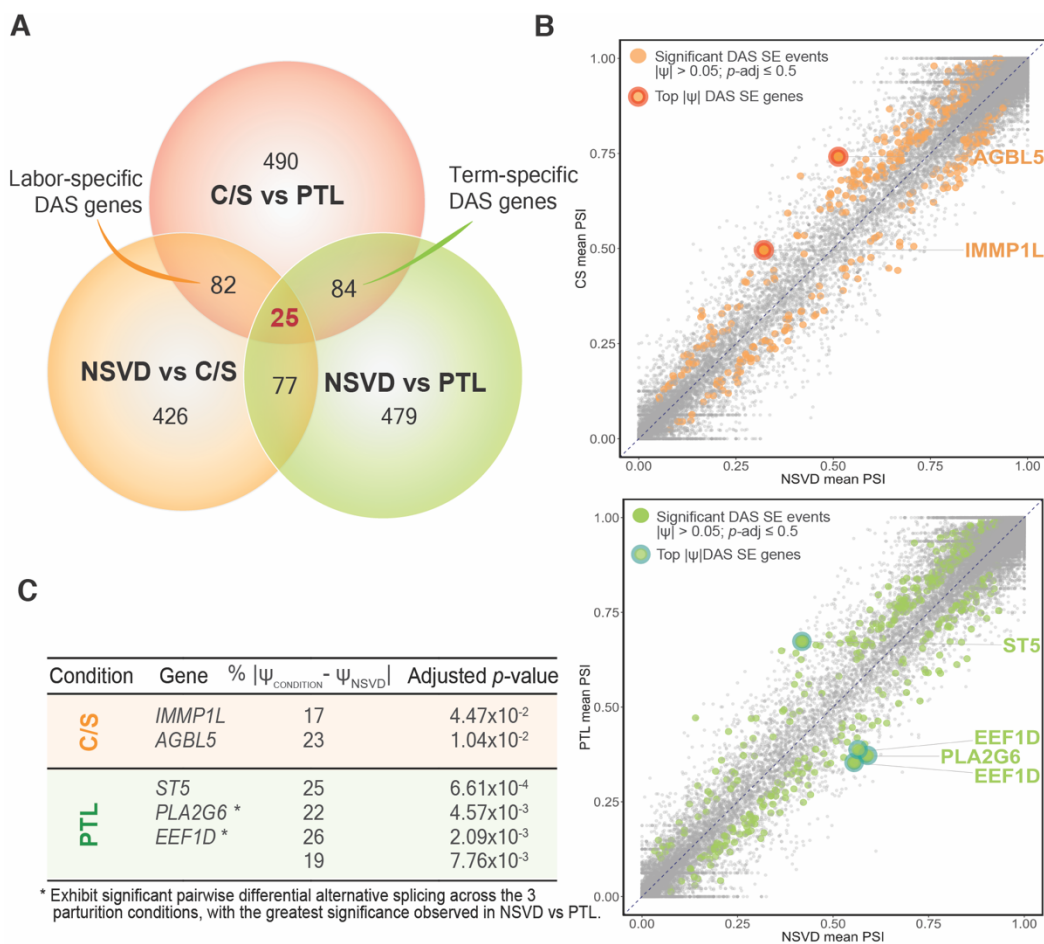 A
490
C/S vs PTL
Labor-specific
DAS genes
Term-specific
DAS genes
82
84
25
NSVD vs C/S
77
NSVD vs PTL
426
479
B
Significant DAS SE events
|ψ| > 0.05; p-adj ≤ 0.5
Top |ψ| DAS SE genes
1.00
0.75
0.50
0.25
0.00
CS mean PSI
AGBL5
IMMP1L
0.00 0.25 0.50 0.75 1.00
NSVD mean PSI
Significant DAS SE events
|ψ| > 0.05; p-adj ≤ 0.5
Top |ψ|DAS SE genes
1.00
0.75
0.50
0.25
0.00
PTL mean PSI
ST5
EEF1D
PLA2G6
EEF1D
0.00 0.25 0.50 0.75 1.00
NSVD mean PSI
C
Condition Gene % |ΨCONDITION - ΨNSVD| Adjusted p-value
C/S
IMMP1L 17 4.47x10⁻²
AGBL5 23 1.04x10⁻²
PTL
ST5 25 6.61x10⁻⁴
PLA2G6 * 22 4.57x10⁻³
EEF1D * 26 2.09x10⁻³
19 7.76x10⁻³
* Exhibit significant pairwise differential alternative splicing across the 3
parturition conditions, with the greatest significance observed in NSVD vs PTL.